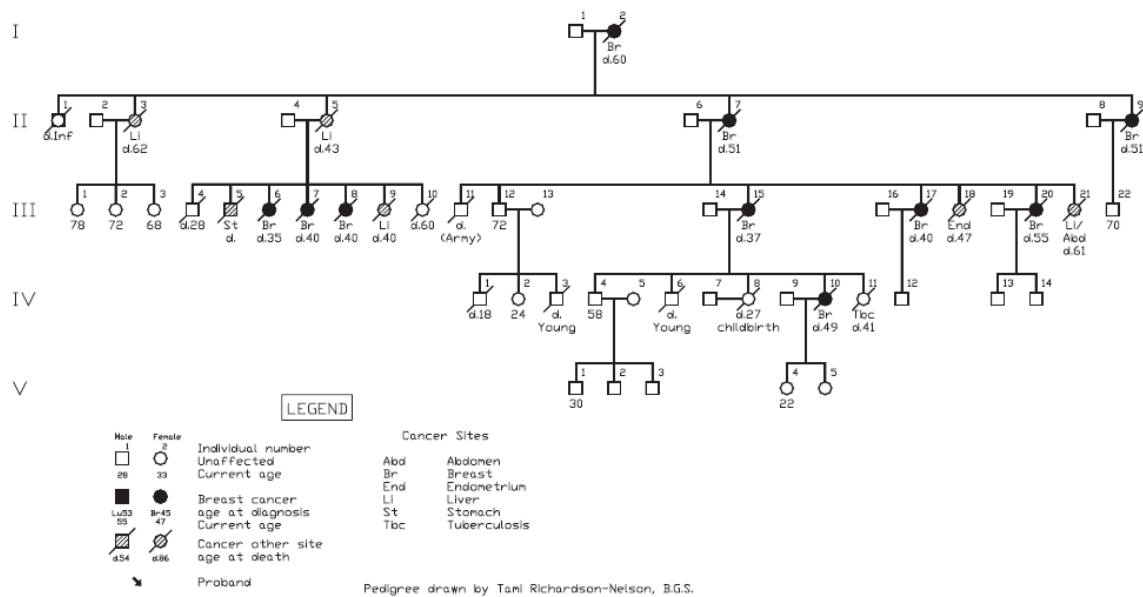 I
1 2
Br
d.60
II
1 2 3 4 5 6 7 8 9
d.Inf Li Li Br Br
d.62 d.43 d.51 d.51
III
1 2 3 4 5 6 7 8 9 10 11 12 13 14 15 16 17 18 19 20 21 22
78 72 68 d.28 St Br Br Br Li d.60 d. 72 Br Br End Br Li/ 70
d. d.35 d.40 d.40 d.40 (Army) d.37 d.40 d.47 d.55 Abd
d.61
IV
1 2 3 4 5 6 7 8 9 10 11 12 13 14
d.18 24 d. 58 d. d.27 Br Tbc
Young Young childbirth d.49 d.41
V
1 2 3 4 5
30 22
LEGEND
Male Female Cancer Sites
1 2 Individual number
Unaffected Abd Abdomen
28 33 Current age Br Breast
End Endometrium
Breast cancer Li Liver
Lu53 Br45 age at diagnosis St Stomach
55 47 Current age Tbc Tuberculosis
Cancer other site
d.54 d.86 age at death
Proband
Pedigree drawn by Tami Richardson-Nelson, B.G.S.